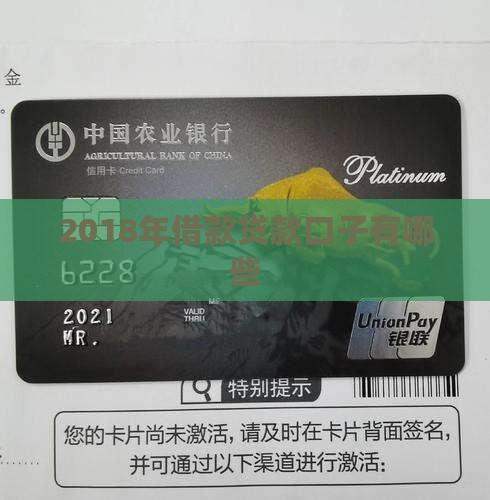 金
中国农业银行
AGRICULTURAL BANK OF CHINA
信用卡 Credit Card
Platinum
2018年借款贷款口子有哪
些
6228
2021
VALID
THRU
MR.
UnionPay
银联
特别提示
您的卡片尚未激活，请及时在卡片背面签名，
并可通过以下渠道进行激活：